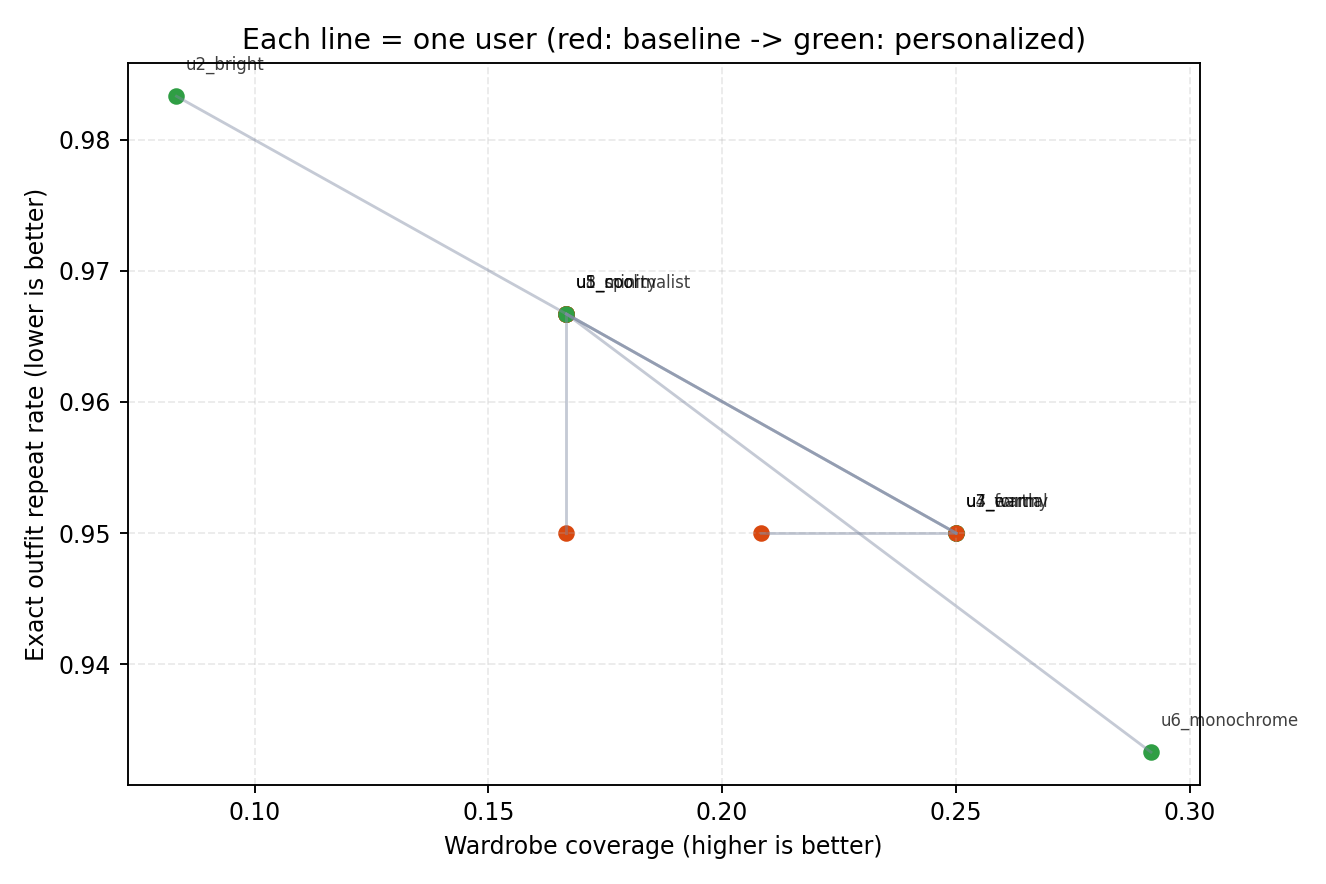 Each line = one user (red: baseline -> green: personalized)
u2_bright
0.98
0.97
0.96
0.95
0.94
Exact outfit repeat rate (lower is better)
u6_monochrome
0.10
0.15
0.20
0.25
0.30
Wardrobe coverage (higher is better)